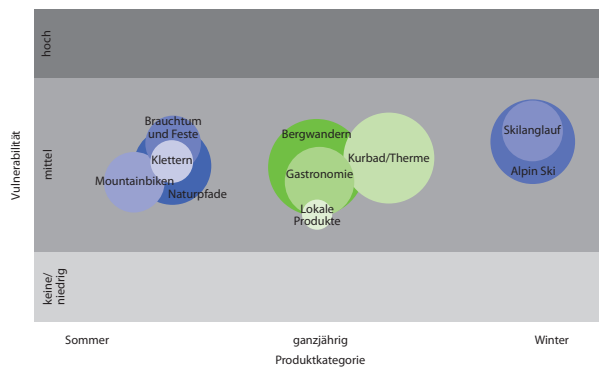 hoch
Vulnerabilität
mittel
keine/
niedrig
Brauchtum
und Feste
Klettern
Mountainbiken
Naturpfade
Bergwandern
Kurbad/Therme
Gastronomie
Lokale
Produkte
Skilanglauf
Alpin Ski
Sommer
ganzjährig
Winter
Produktkategorie